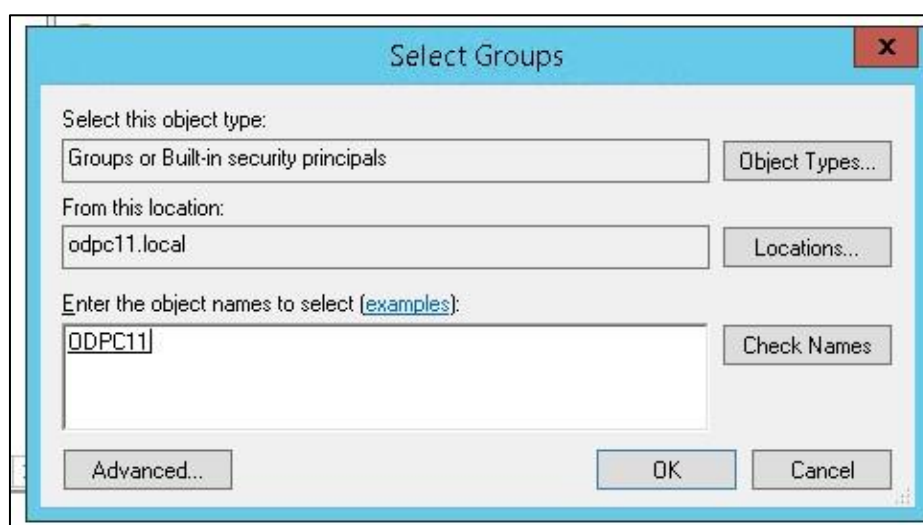 Select Groups
x
Select this object type:
Groups or Built-in security principals
Object Types...
From this location:
odpc11.local
Locations...
Enter the object names to select (examples):
ODPC11
Check Names
Advanced...
OK
Cancel